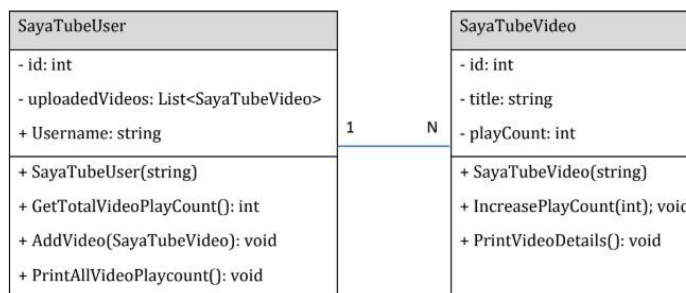 SayaTubeUser
- id: int
- uploadedVideos: List<SayaTubeVideo>
+ Username: string
+ SayaTubeUser(string)
+ GetTotalVideoPlayCount(): int
+ AddVideo(SayaTubeVideo): void
+ PrintAllVideoPlaycount(): void
1
N
SayaTubeVideo
- id: int
- title: string
- playCount: int
+ SayaTubeVideo(string)
+ IncreasePlayCount(int); void
+ PrintVideoDetails(): void